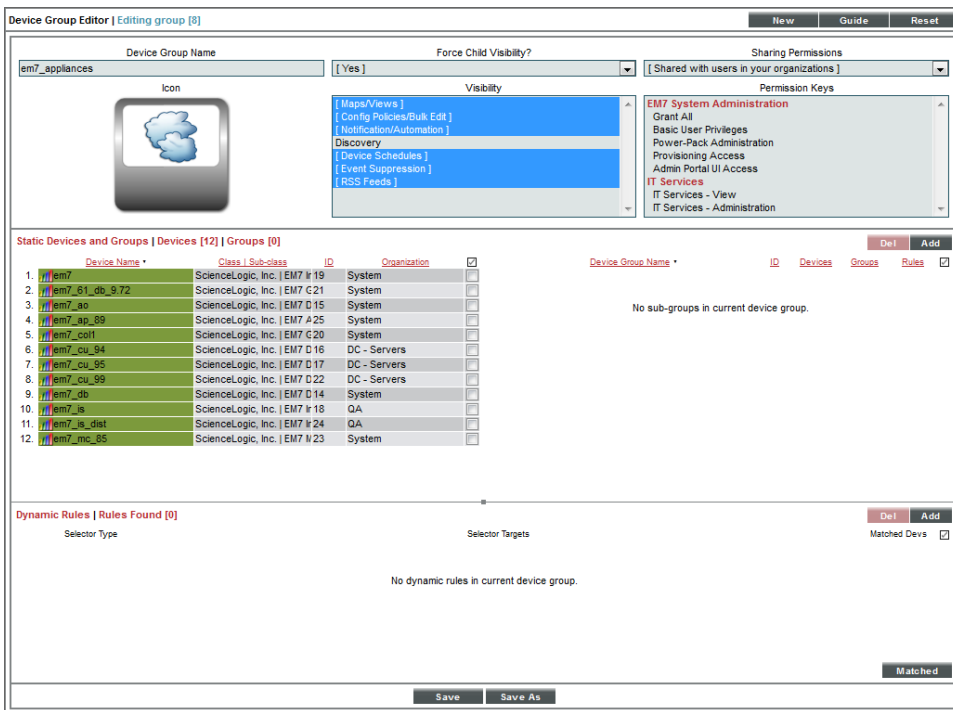 Device Group Editor | Editing group [8]
New Guide Reset
Device Group Name Force Child Visibility? Sharing Permissions
em7_appliances [ Yes ] [ Shared with users in your organizations ]
Icon Visibility Permission Keys
[ Maps/Views ]
[ Config Policies/Bulk Edit ]
[ Notification/Automation ]
Discovery
[ Device Schedules ]
[ Event Suppression ]
[ RSS Feeds ]
EM7 System Administration
Grant All
Basic User Privileges
Power-Pack Administration
Provisioning Access
Admin Portal UI Access
IT Services
IT Services - View
IT Services - Administration
Static Devices and Groups | Devices [12] | Groups [0]
Del Add
Device Name • Class | Sub-class ID Organization
1. em7 ScienceLogic, Inc. | EM7 Ir 19 System
2. em7_61_db_9.72 ScienceLogic, Inc. | EM7 G 21 System
3. em7_ao ScienceLogic, Inc. | EM7 D 15 System
4. em7_ap_89 ScienceLogic, Inc. | EM7 A 25 System
5. em7_col1 ScienceLogic, Inc. | EM7 G 20 System
6. em7_cu_94 ScienceLogic, Inc. | EM7 D 16 DC - Servers
7. em7_cu_95 ScienceLogic, Inc. | EM7 D 17 DC - Servers
8. em7_cu_99 ScienceLogic, Inc. | EM7 D 22 DC - Servers
9. em7_db ScienceLogic, Inc. | EM7 D 14 System
10. em7_is ScienceLogic, Inc. | EM7 Ir 18 QA
11. em7_is_dist ScienceLogic, Inc. | EM7 Ir 24 QA
12. em7_mc_85 ScienceLogic, Inc. | EM7 M 23 System
Device Group Name • ID Devices Groups Rules
No sub-groups in current device group.
Dynamic Rules | Rules Found [0]
Del Add
Selector Type Selector Targets Matched Devs
No dynamic rules in current device group.
Matched
Save Save As